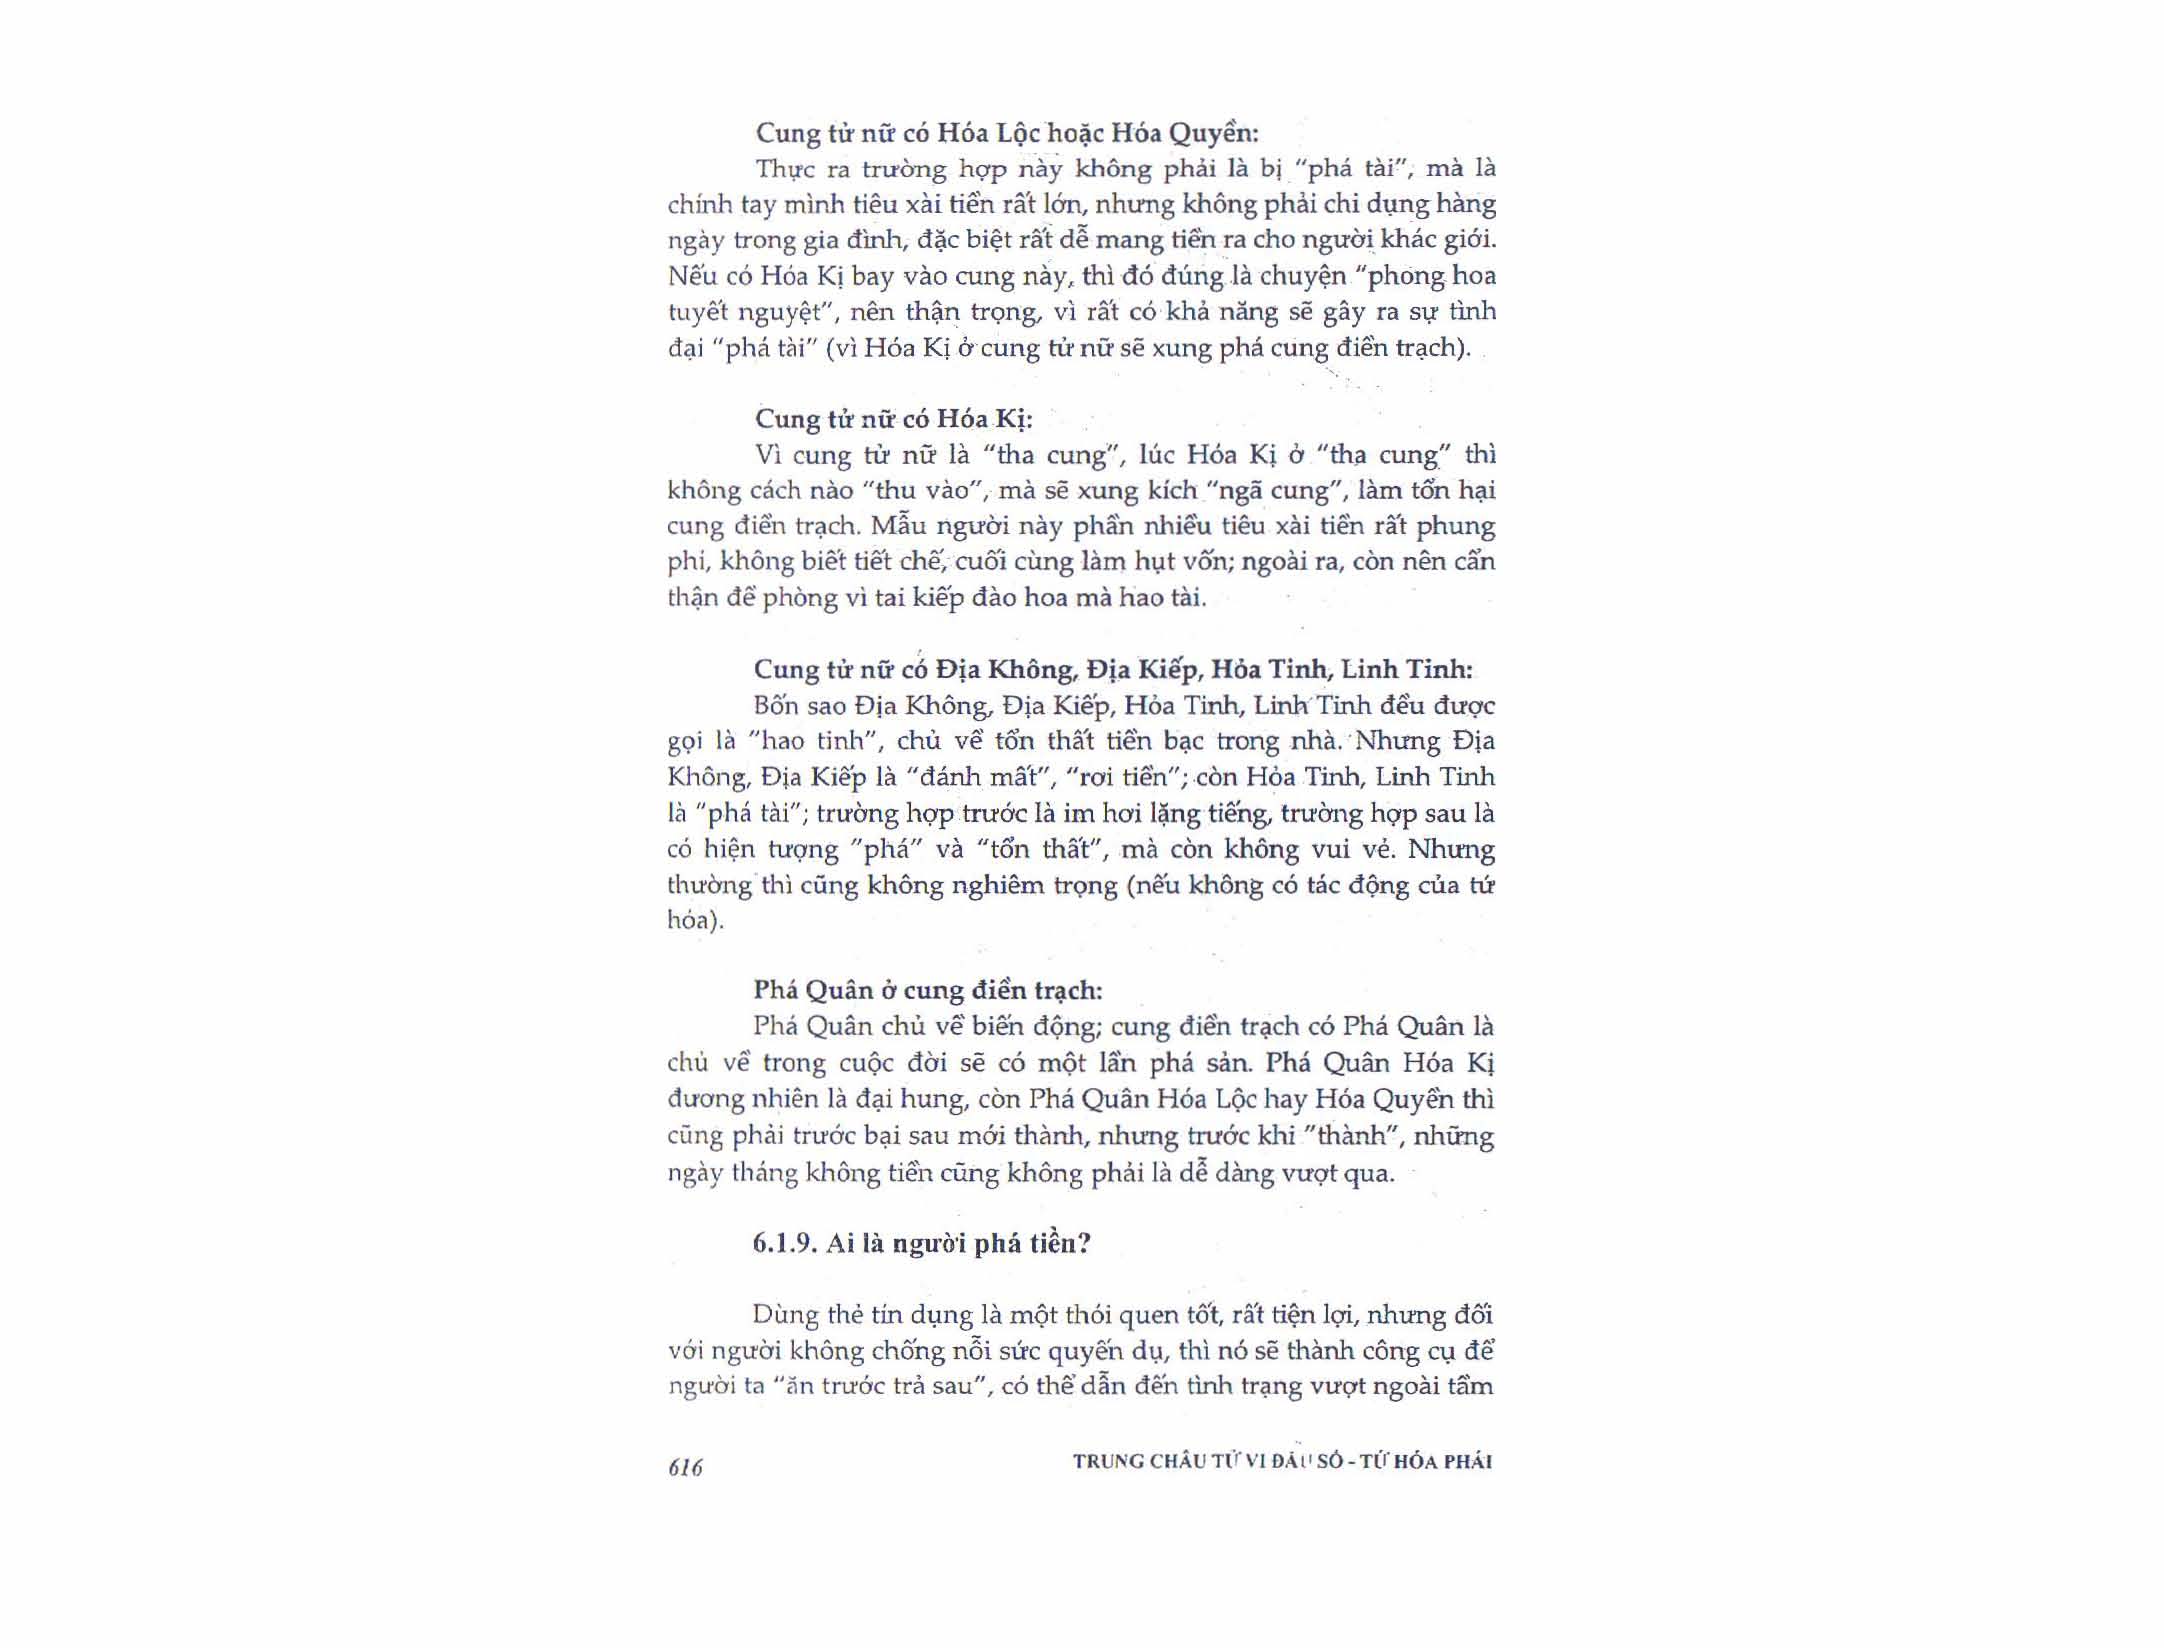 Cung tử nữ có Hóa Lộc hoặc Hóa Quyền:
Thực ra trường hợp này không phải là bị "phá tài", mà là
chính tay mình tiêu xài tiền rất lớn, nhưng không phải chi dụng hàng
ngày trong gia đình, đặc biệt rất dễ mang tiền ra cho người khác giới.
Nếu có Hóa Kị bay vào cung này, thì đó đúng là chuyện "phong hoa
tuyết nguyệt", nên thận trọng, vì rất có khả năng sẽ gây ra sự tình
đại "phá tài" (vì Hóa Kị ở cung tử nữ sẽ xung phá cung điền trạch).
Cung tử nữ có Hóa Kị:
Vì cung tử nữ là "tha cung", lúc Hóa Kị ở "tha cung" thì
không cách nào "thu vào", mà sẽ xung kích "ngã cung", làm tổn hại
cung điền trạch. Mẫu người này phần nhiều tiêu xài tiền rất phung
phí, không biết tiết chế, cuối cùng làm hụt vốn; ngoài ra, còn nên cẩn
thận đề phòng vì tai kiếp đào hoa mà hao tài.
Cung tử nữ có Địa Không, Địa Kiếp, Hỏa Tinh, Linh Tinh:
Bốn sao Địa Không, Địa Kiếp, Hỏa Tinh, Linh Tinh đều được
gọi là "hao tinh", chủ về tổn thất tiền bạc trong nhà. Nhưng Địa
Không, Địa Kiếp là "đánh mất", "rơi tiền"; còn Hỏa Tinh, Linh Tinh
là "phá tài"; trường hợp trước là im hơi lặng tiếng, trường hợp sau là
có hiện tượng "phá" và "tổn thất", mà còn không vui vẻ. Nhưng
thường thì cũng không nghiêm trọng (nếu không có tác động của tứ
hóa).
Phá Quân ở cung điền trạch:
Phá Quân chủ về biến động; cung điền trạch có Phá Quân là
chủ về trong cuộc đời sẽ có một lần phá sản. Phá Quân Hóa Kị
đương nhiên là đại hung, còn Phá Quân Hóa Lộc hay Hóa Quyền thì
cũng phải trước bại sau mới thành, nhưng trước khi "thành", những
ngày tháng không tiền cũng không phải là dễ dàng vượt qua.
6.1.9. Ai là người phá tiền?
Dùng thẻ tín dụng là một thói quen tốt, rất tiện lợi, nhưng đối
với người không chống nỗi sức quyến dụ, thì nó sẽ thành công cụ để
người ta "ăn trước trả sau", có thể dẫn đến tình trạng vượt ngoài tầm
616 TRUNG CHÂU TỬ VI ĐẨU SỐ - TỨ HÓA PHÁI